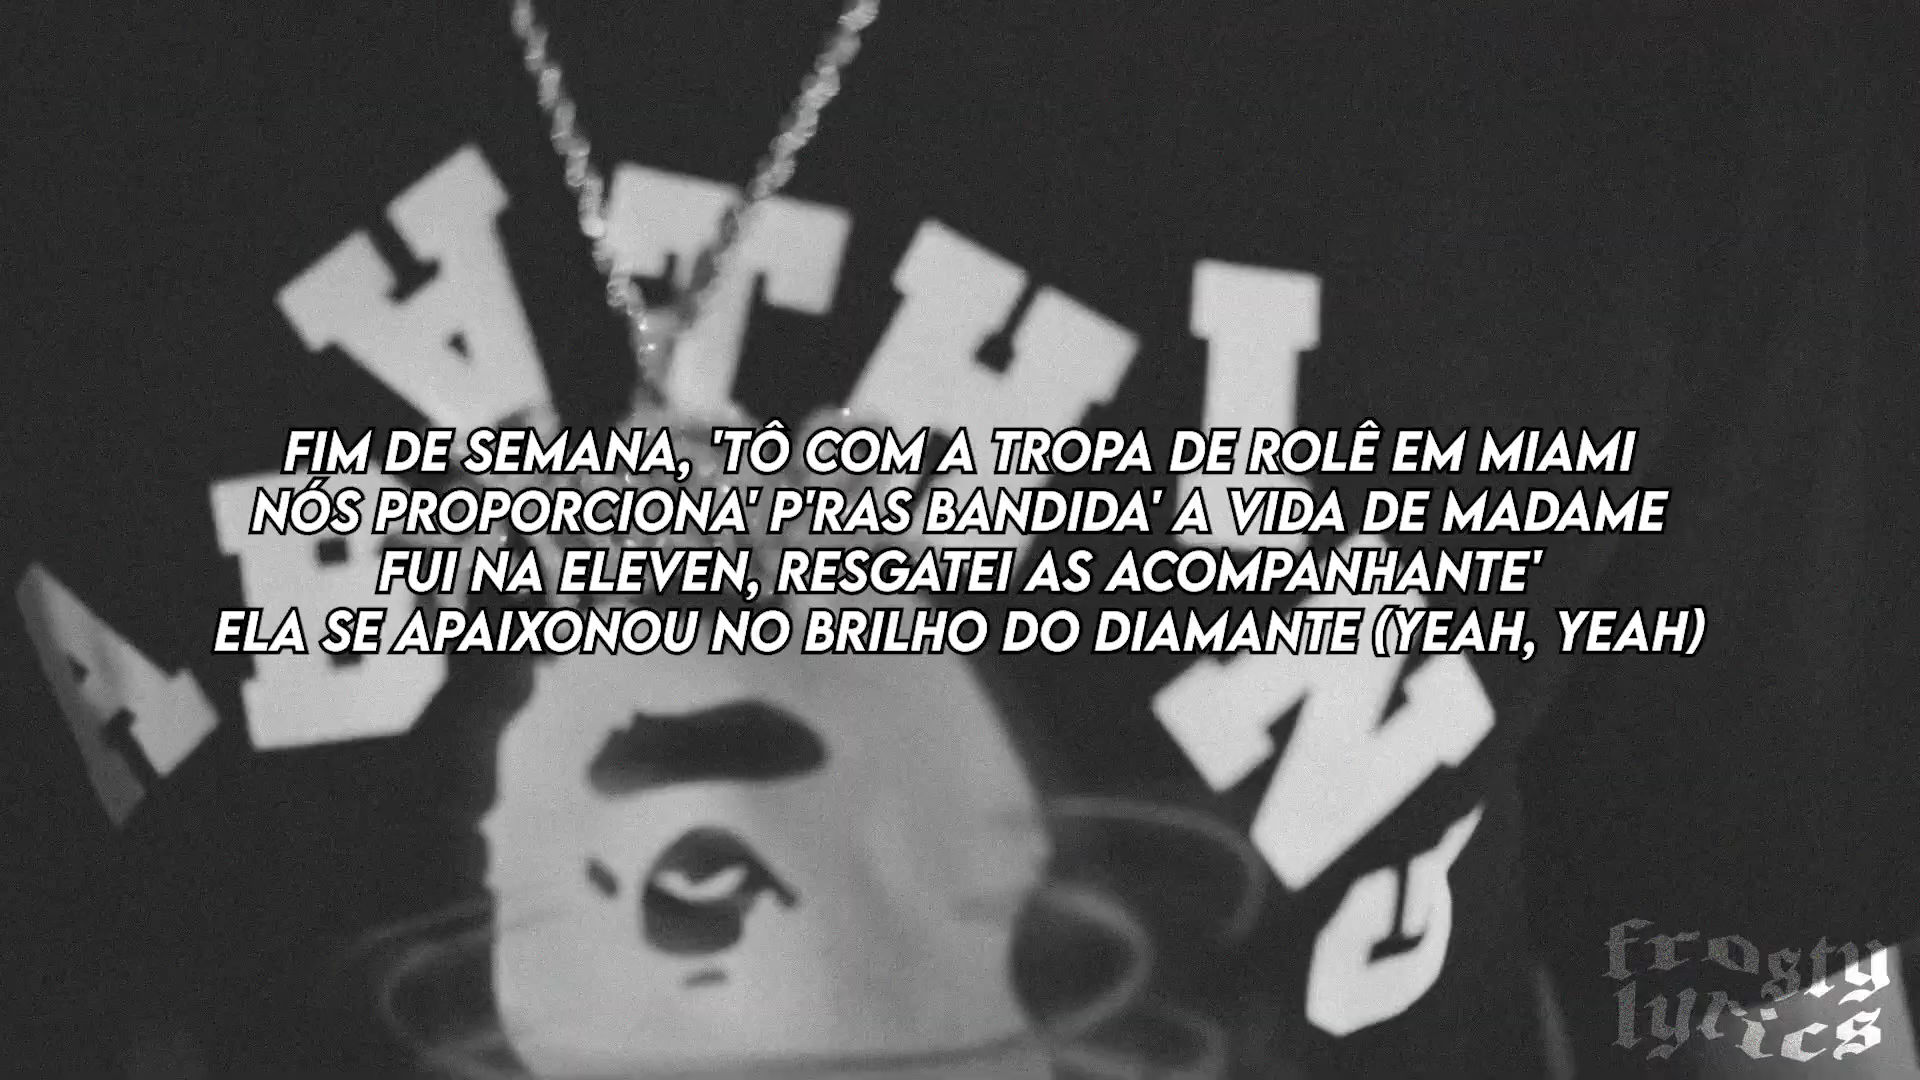 A BATHING
FIM DE SEMANA, 'TÔ COM A TROPA DE ROLÊ EM MIAMI
NÓS PROPORCIONA' P'RAS BANDIDA' A VIDA DE MADAME
FUI NA ELEVEN, RESGATEI AS ACOMPANHANTE'
ELA SE APAIXONOU NO BRILHO DO DIAMANTE (YEAH, YEAH)
frosty
lyrics